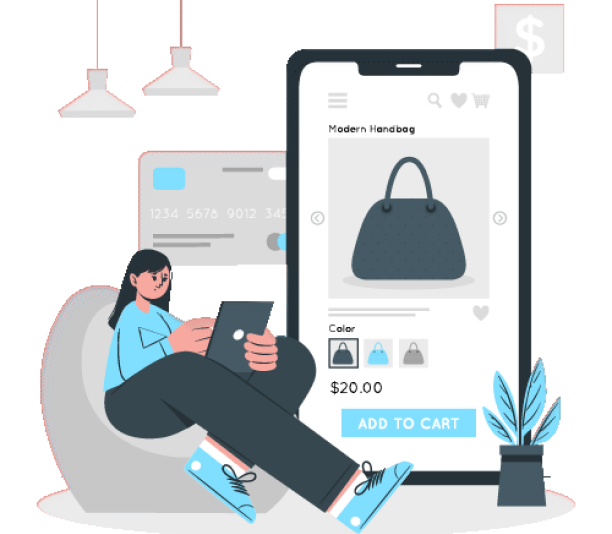 $
Modern Handbag
1234 5678 9012 345
Color
$20.00
ADD TO CART